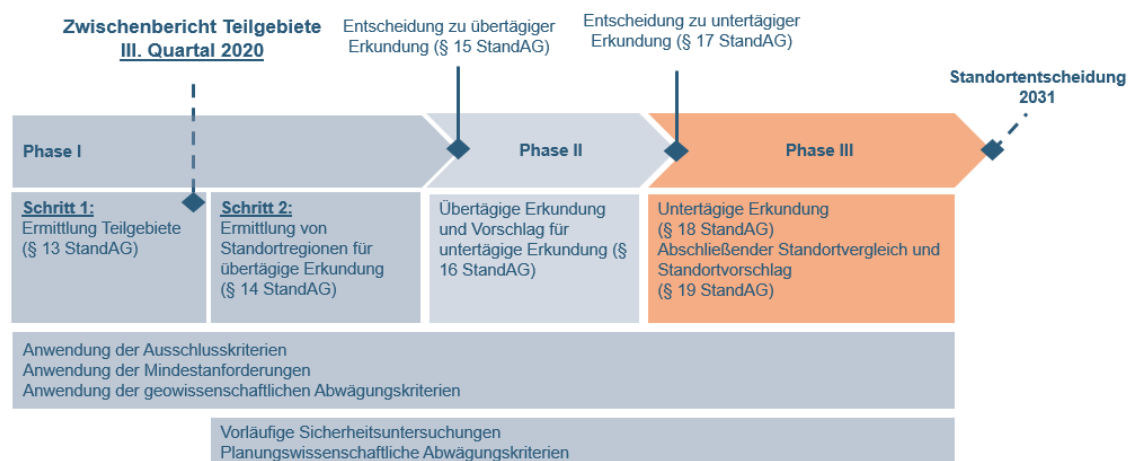 Zwischenbericht Teilgebiete
III. Quartal 2020
Entscheidung zu übertägiger
Erkundung (§ 15 StandAG)
Entscheidung zu untertägiger
Erkundung (§ 17 StandAG)
Standortentscheidung
2031
Phase I
Phase II
Phase III
Schritt 1:
Ermittlung Teilgebiete
(§ 13 StandAG)
Schritt 2:
Ermittlung von
Standortregionen für
übertägige Erkundung
(§ 14 StandAG)
Übertägige Erkundung
und Vorschlag für
untertägige Erkundung (§
16 StandAG)
Untertägige Erkundung
(§ 18 StandAG)
Abschließender Standortvergleich und
Standortvorschlag
(§ 19 StandAG)
Anwendung der Ausschlusskriterien
Anwendung der Mindestanforderungen
Anwendung der geowissenschaftlichen Abwägungskriterien
Vorläufige Sicherheitsuntersuchungen
Planungswissenschaftliche Abwägungskriterien